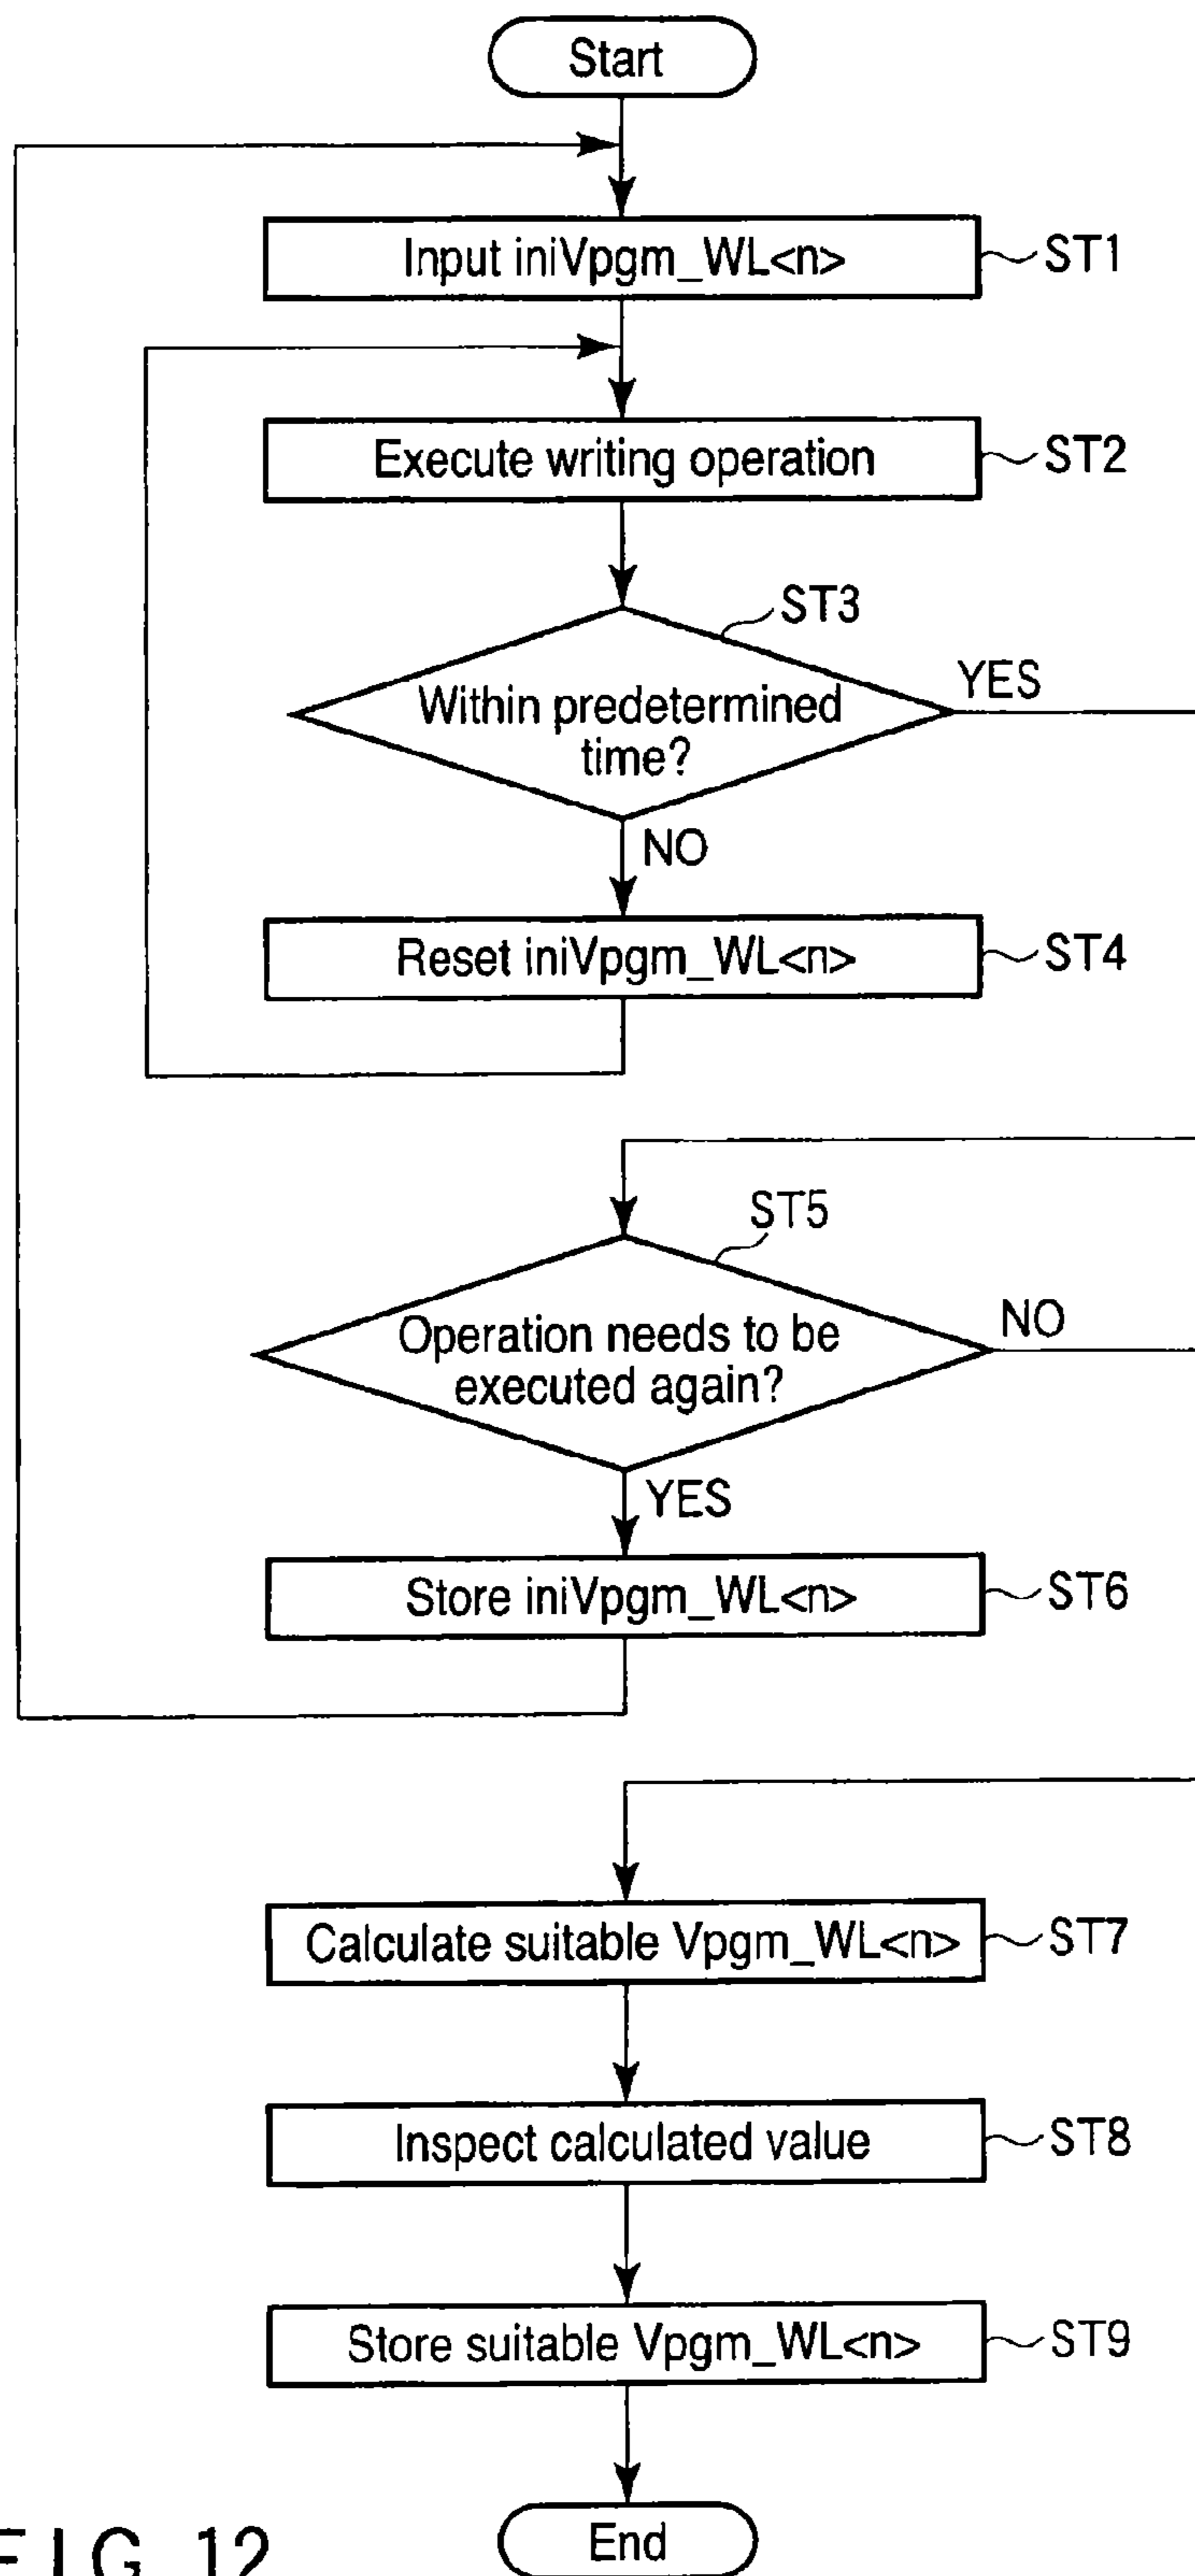 Start
Input iniVpgm_WL<n>
ST1
Execute writing operation
ST2
ST3
Within predetermined
time?
YES
NO
Reset iniVpgm_WL<n>
ST4
ST5
Operation needs to be
executed again?
NO
YES
Store iniVpgm_WL<n>
ST6
Calculate suitable Vpgm_WL<n>
ST7
Inspect calculated value
ST8
Store suitable Vpgm_WL<n>
ST9
End
FIG. 12